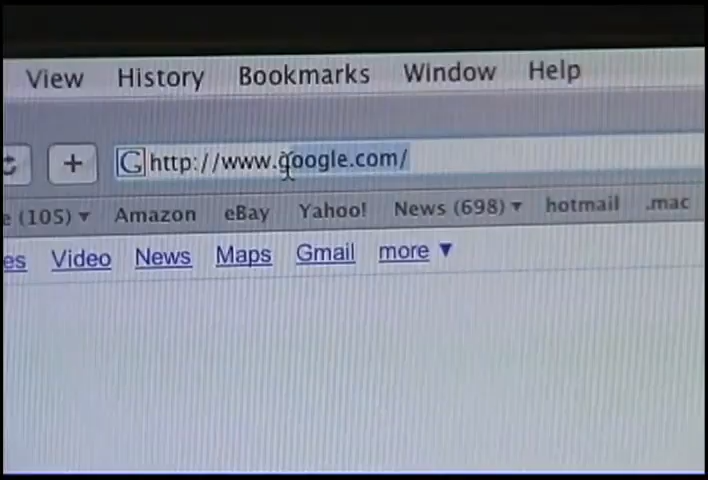 View History Bookmarks Window Help
+ G http://www.google.com/
e (105) ▼ Amazon eBay Yahoo! News (698) ▼ hotmail .mac
es Video News Maps Gmail more ▼